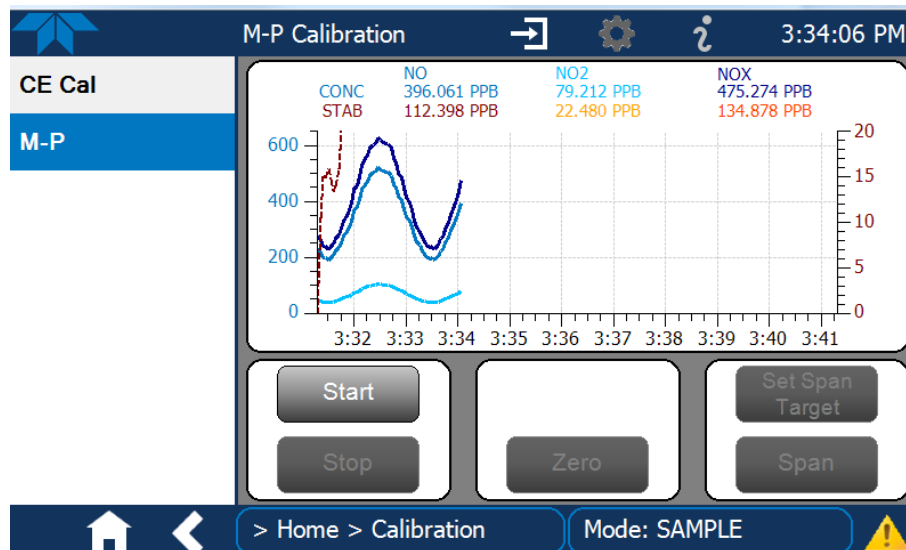 M-P Calibration
3:34:06 PM
CE Cal
M-P
NO NO2 NOX
CONC 396.061 PPB 79.212 PPB 475.274 PPB
STAB 112.398 PPB 22.480 PPB 134.878 PPB
600
400
200
0
20
15
10
5
0
3:32 3:33 3:34 3:35 3:36 3:37 3:38 3:39 3:40 3:41
Start
Stop
Zero
Set Span
Target
Span
> Home > Calibration
Mode: SAMPLE